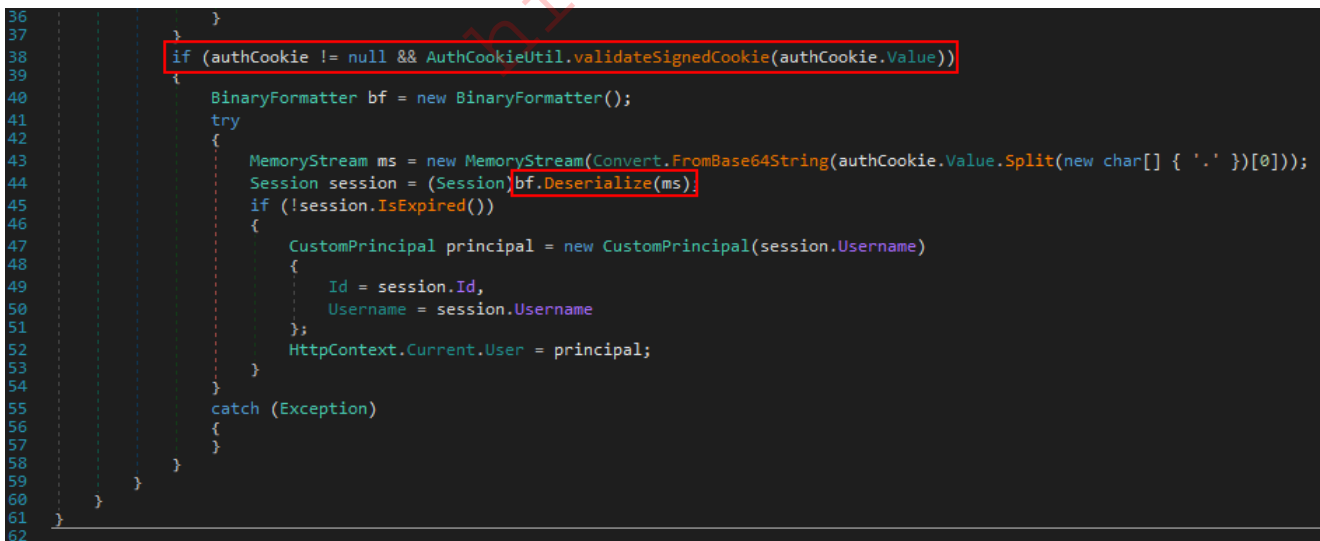 36 }
37 }
38 if (authCookie != null && AuthCookieUtil.validateSignedCookie(authCookie.Value))
39 {
40 BinaryFormatter bf = new BinaryFormatter();
41 try
42 {
43 MemoryStream ms = new MemoryStream(Convert.FromBase64String(authCookie.Value.Split(new char[] { '.' })[0]));
44 Session session = (Session)bf.Deserialize(ms);
45 if (!session.IsExpired())
46 {
47 CustomPrincipal principal = new CustomPrincipal(session.Username)
48 {
49 Id = session.Id,
50 Username = session.Username
51 };
52 HttpContext.Current.User = principal;
53 }
54 }
55 catch (Exception)
56 {
57 }
58 }
59 }
60 }
61 }
62